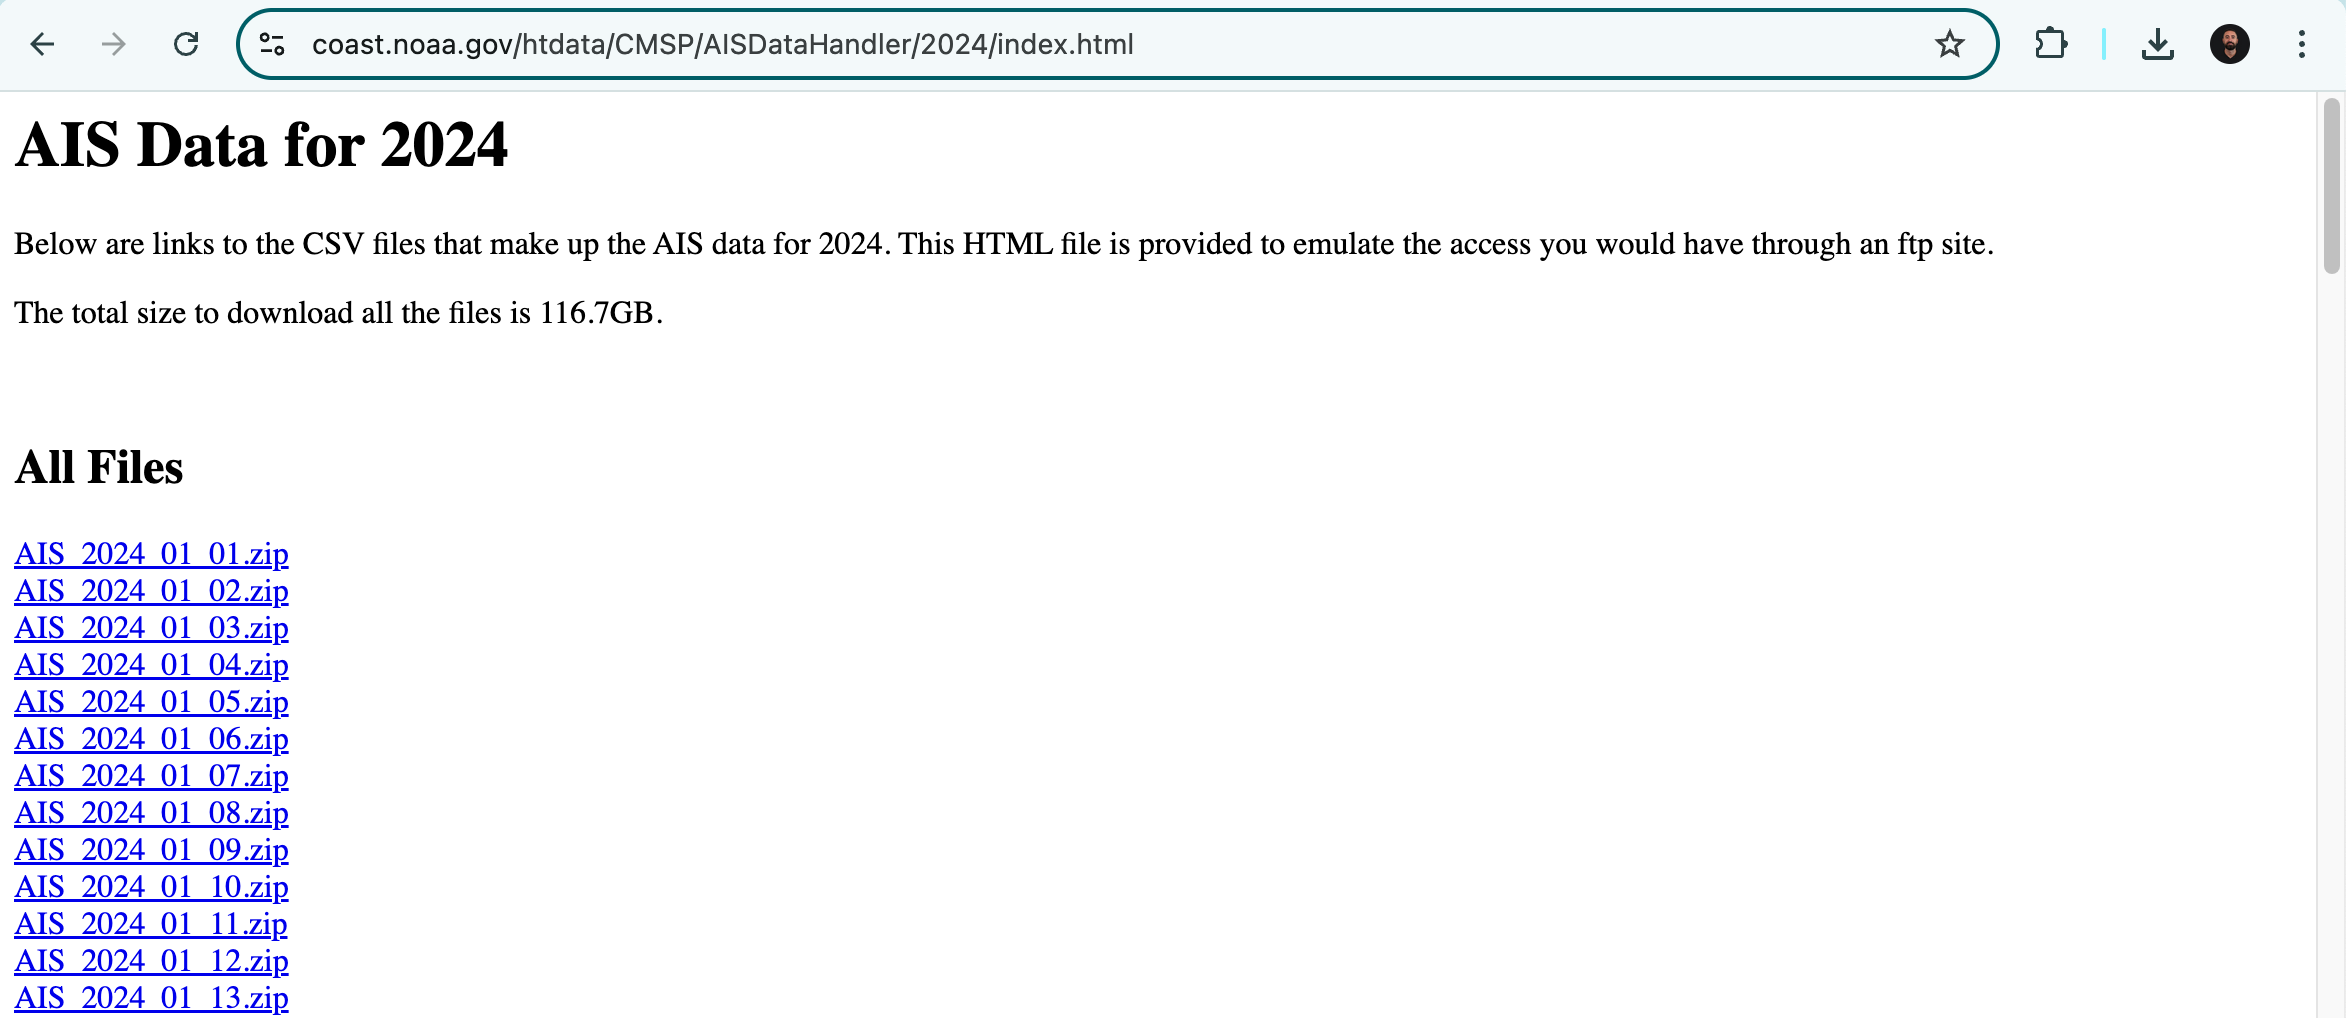 coast.noaa.gov/htdata/CMSP/AISDataHandler/2024/index.html
AIS Data for 2024
Below are links to the CSV files that make up the AIS data for 2024. This HTML file is provided to emulate the access you would have through an ftp site.
The total size to download all the files is 116.7GB.
All Files
AIS_2024_01_01.zip
AIS_2024_01_02.zip
AIS_2024_01_03.zip
AIS_2024_01_04.zip
AIS_2024_01_05.zip
AIS_2024_01_06.zip
AIS_2024_01_07.zip
AIS_2024_01_08.zip
AIS_2024_01_09.zip
AIS_2024_01_10.zip
AIS_2024_01_11.zip
AIS_2024_01_12.zip
AIS_2024_01_13.zip